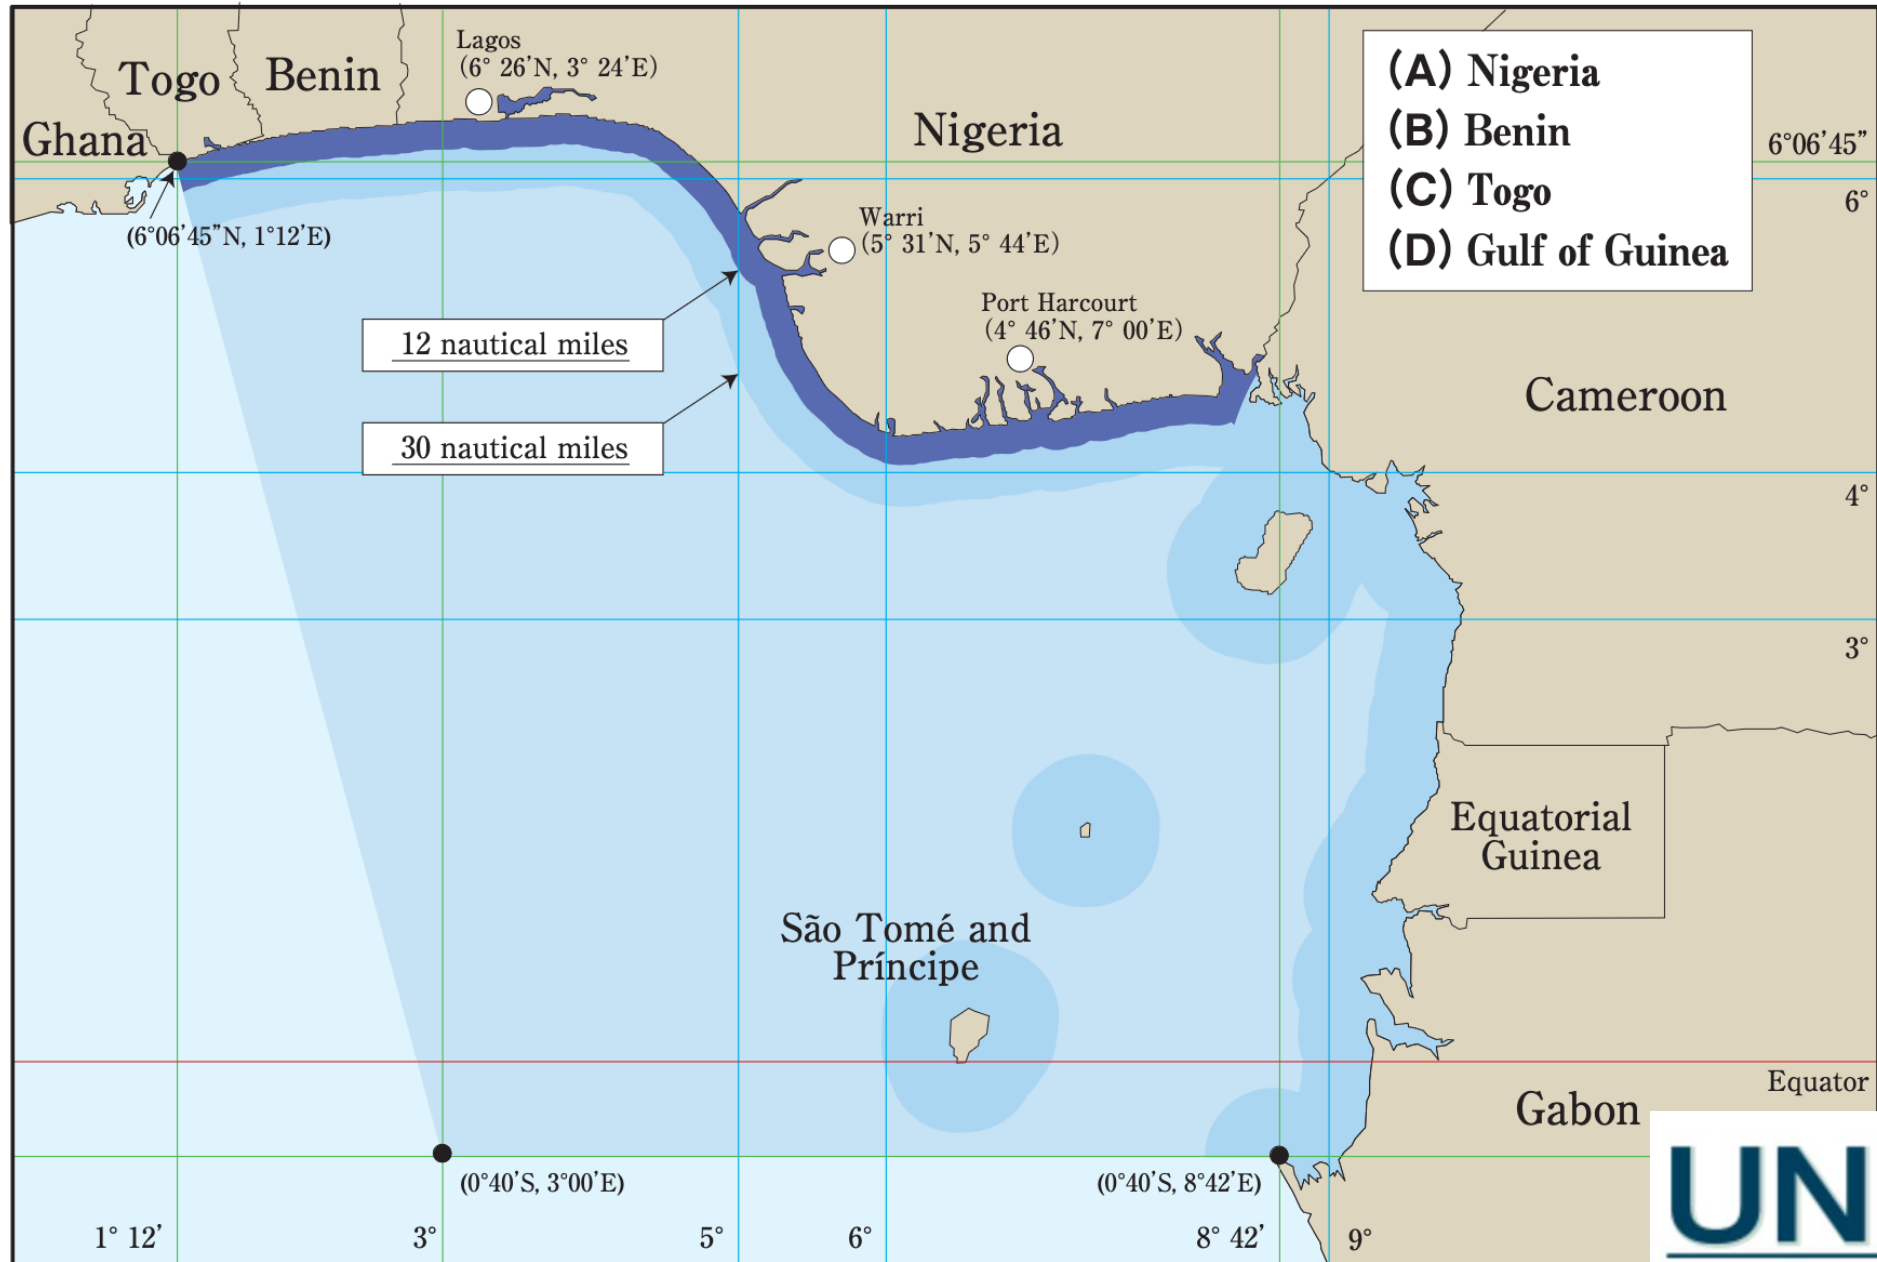 Lagos
(6° 26’N, 3° 24’E)
Togo
Benin
Ghana
Nigeria
(A) Nigeria
(B) Benin
(C) Togo
(D) Gulf of Guinea
6°06’45”
6°
(6°06’45”N, 1°12’E)
Warri
(5° 31’N, 5° 44’E)
Port Harcourt
(4° 46’N, 7° 00’E)
12 nautical miles
30 nautical miles
Cameroon
4°
3°
Equatorial
Guinea
São Tomé and
Príncipe
Equator
Gabon
(0°40’S, 3°00’E)
(0°40’S, 8°42’E)
1° 12’
3°
5°
6°
8° 42’
9°
UN